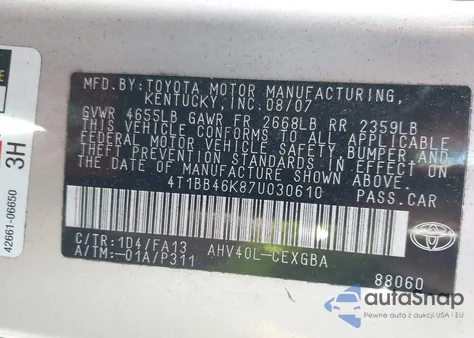 MFD.BY: TOYOTA MOTOR MANUFACTURING,
KENTUCKY, INC. 08/07
GVWR 4655LB GAWR FR 2668LB RR 2359LB
THIS VEHICLE CONFORMS TO ALL APPLICABLE
FEDERAL MOTOR VEHICLE SAFETY, BUMPER, AND
THEFT PREVENTION STANDARDS IN EFFECT ON
THE DATE OF MANUFACTURE SHOWN ABOVE.
4T1BB46K87U030610
PASS.CAR
C/TR: 1D4/FA13 AHV40L-CEXGBA
A/TM:-01A/P311
88060
TOYOTA
42661-06650
3H
autasnap
Pewne auta z USA i EU